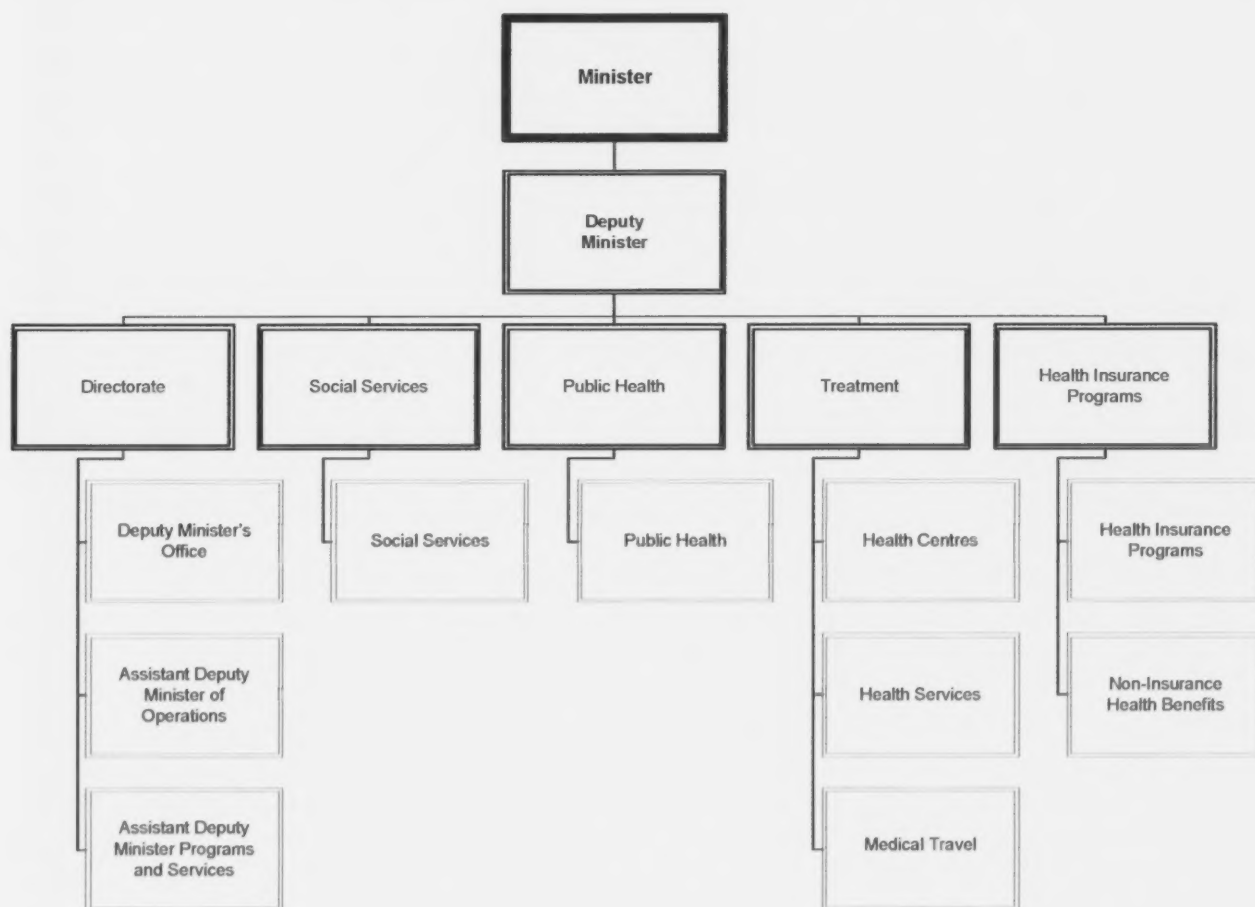 Minister
Deputy
Minister
Directorate
Social Services
Public Health
Treatment
Health Insurance
Programs
Deputy Minister's
Office
Social Services
Public Health
Health Centres
Health Insurance
Programs
Assistant Deputy
Minister of
Operations
Health Services
Non-Insurance
Health Benefits
Assistant Deputy
Minister Programs
and Services
Medical Travel